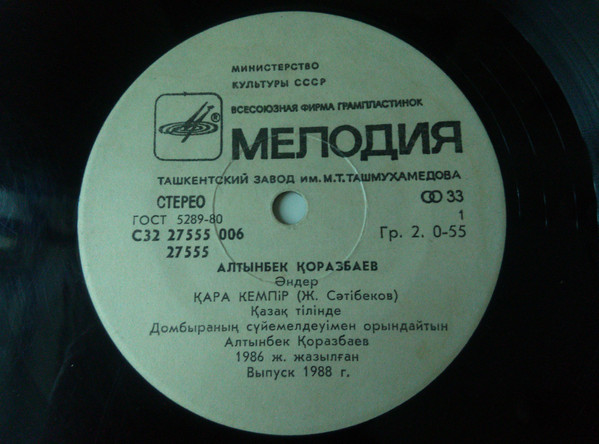 МИНИСТЕРСТВО
КУЛЬТУРЫ СССР
ВСЕСОЮЗНАЯ ФИРМА ГРАМПЛАСТИНОК
МЕЛОДИЯ
ТАШКЕНТСКИЙ ЗАВОД ИМ. М.Т.ТАШМУХАМЕДОВА
СТЕРЕО 33
ГОСТ 5289-80 1
С32 27555 006 Гр. 2. 0-55
27555
АЛТЫНБЕК ҚОРАЗБАЕВ
Әндер
ҚАРА КЕМПіР (Ж. Сәтібеков)
Қазақ тілінде
Домбыраның сүйемелдеуімен орындайтын
Алтынбек Қоразбаев
1986 ж. жазылған
Выпуск 1988 г.